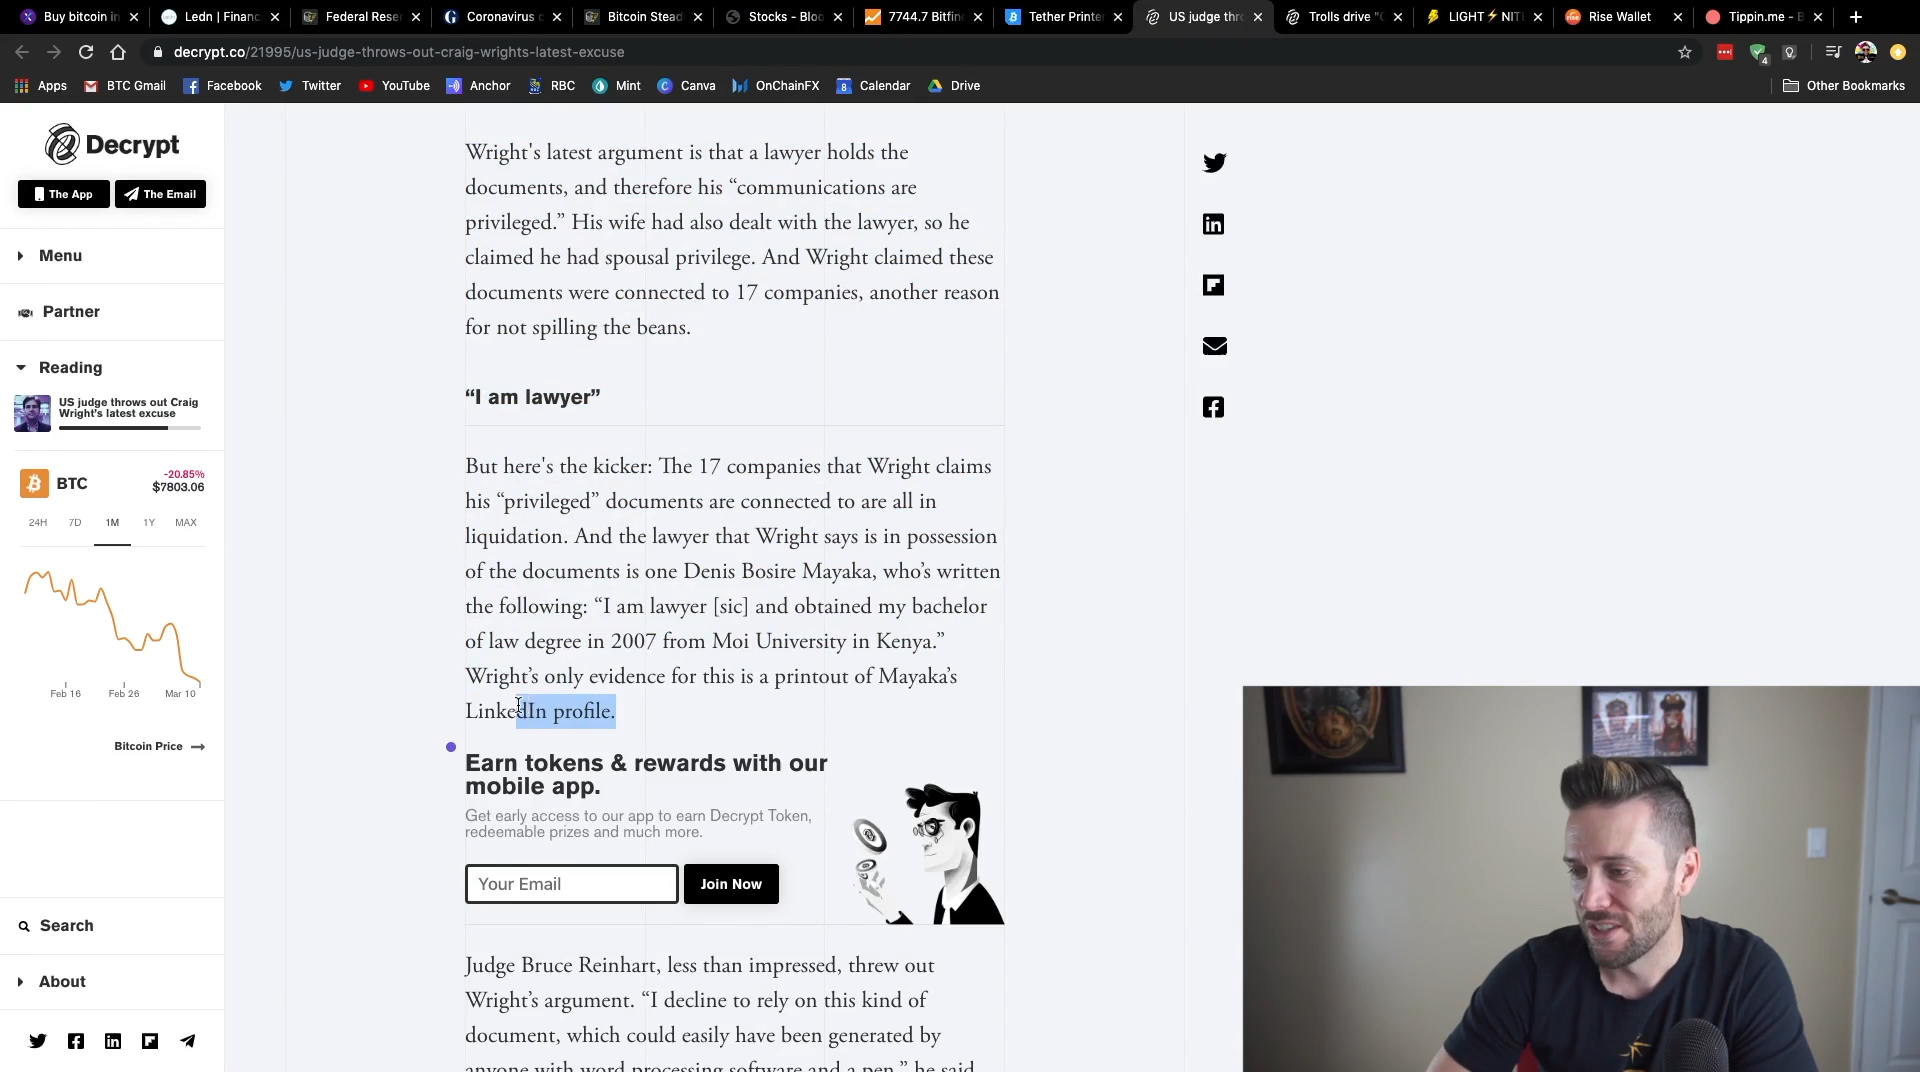 Buy bitcoin in
Ledn | Financ
Federal Reser
Coronavirus c
Bitcoin Stead
Stocks - Bloo
7744.7 Bitfin
Tether Printe
US judge thro
Trolls drive "C
LIGHT⚡NIT
Rise Wallet
Tippin.me - B
decrypt.co/21995/us-judge-throws-out-craig-wrights-latest-excuse
4
Apps
BTC Gmail
Facebook
Twitter
YouTube
Anchor
RBC
Mint
Canva
OnChainFX
8
Calendar
Drive
Other Bookmarks
Decrypt
The App
The Email
Menu
Partner
Reading
US judge throws out Craig
Wright's latest excuse
BTC
-20.85%
$7803.06
24H 7D 1M 1Y MAX
Feb 16 Feb 26 Mar 10
Bitcoin Price →
Search
About
Wright's latest argument is that a lawyer holds the
documents, and therefore his “communications are
privileged.” His wife had also dealt with the lawyer, so he
claimed he had spousal privilege. And Wright claimed these
documents were connected to 17 companies, another reason
for not spilling the beans.
“I am lawyer”
But here's the kicker: The 17 companies that Wright claims
his “privileged” documents are connected to are all in
liquidation. And the lawyer that Wright says is in possession
of the documents is one Denis Bosire Mayaka, who’s written
the following: “I am lawyer [sic] and obtained my bachelor
of law degree in 2007 from Moi University in Kenya.”
Wright’s only evidence for this is a printout of Mayaka’s
LinkedIn profile.
Earn tokens & rewards with our
mobile app.
Get early access to our app to earn Decrypt Token,
redeemable prizes and much more.
Your Email
Join Now
Judge Bruce Reinhart, less than impressed, threw out
Wright’s argument. “I decline to rely on this kind of
document, which could easily have been generated by
anyone with word processing software and a pen,” he said